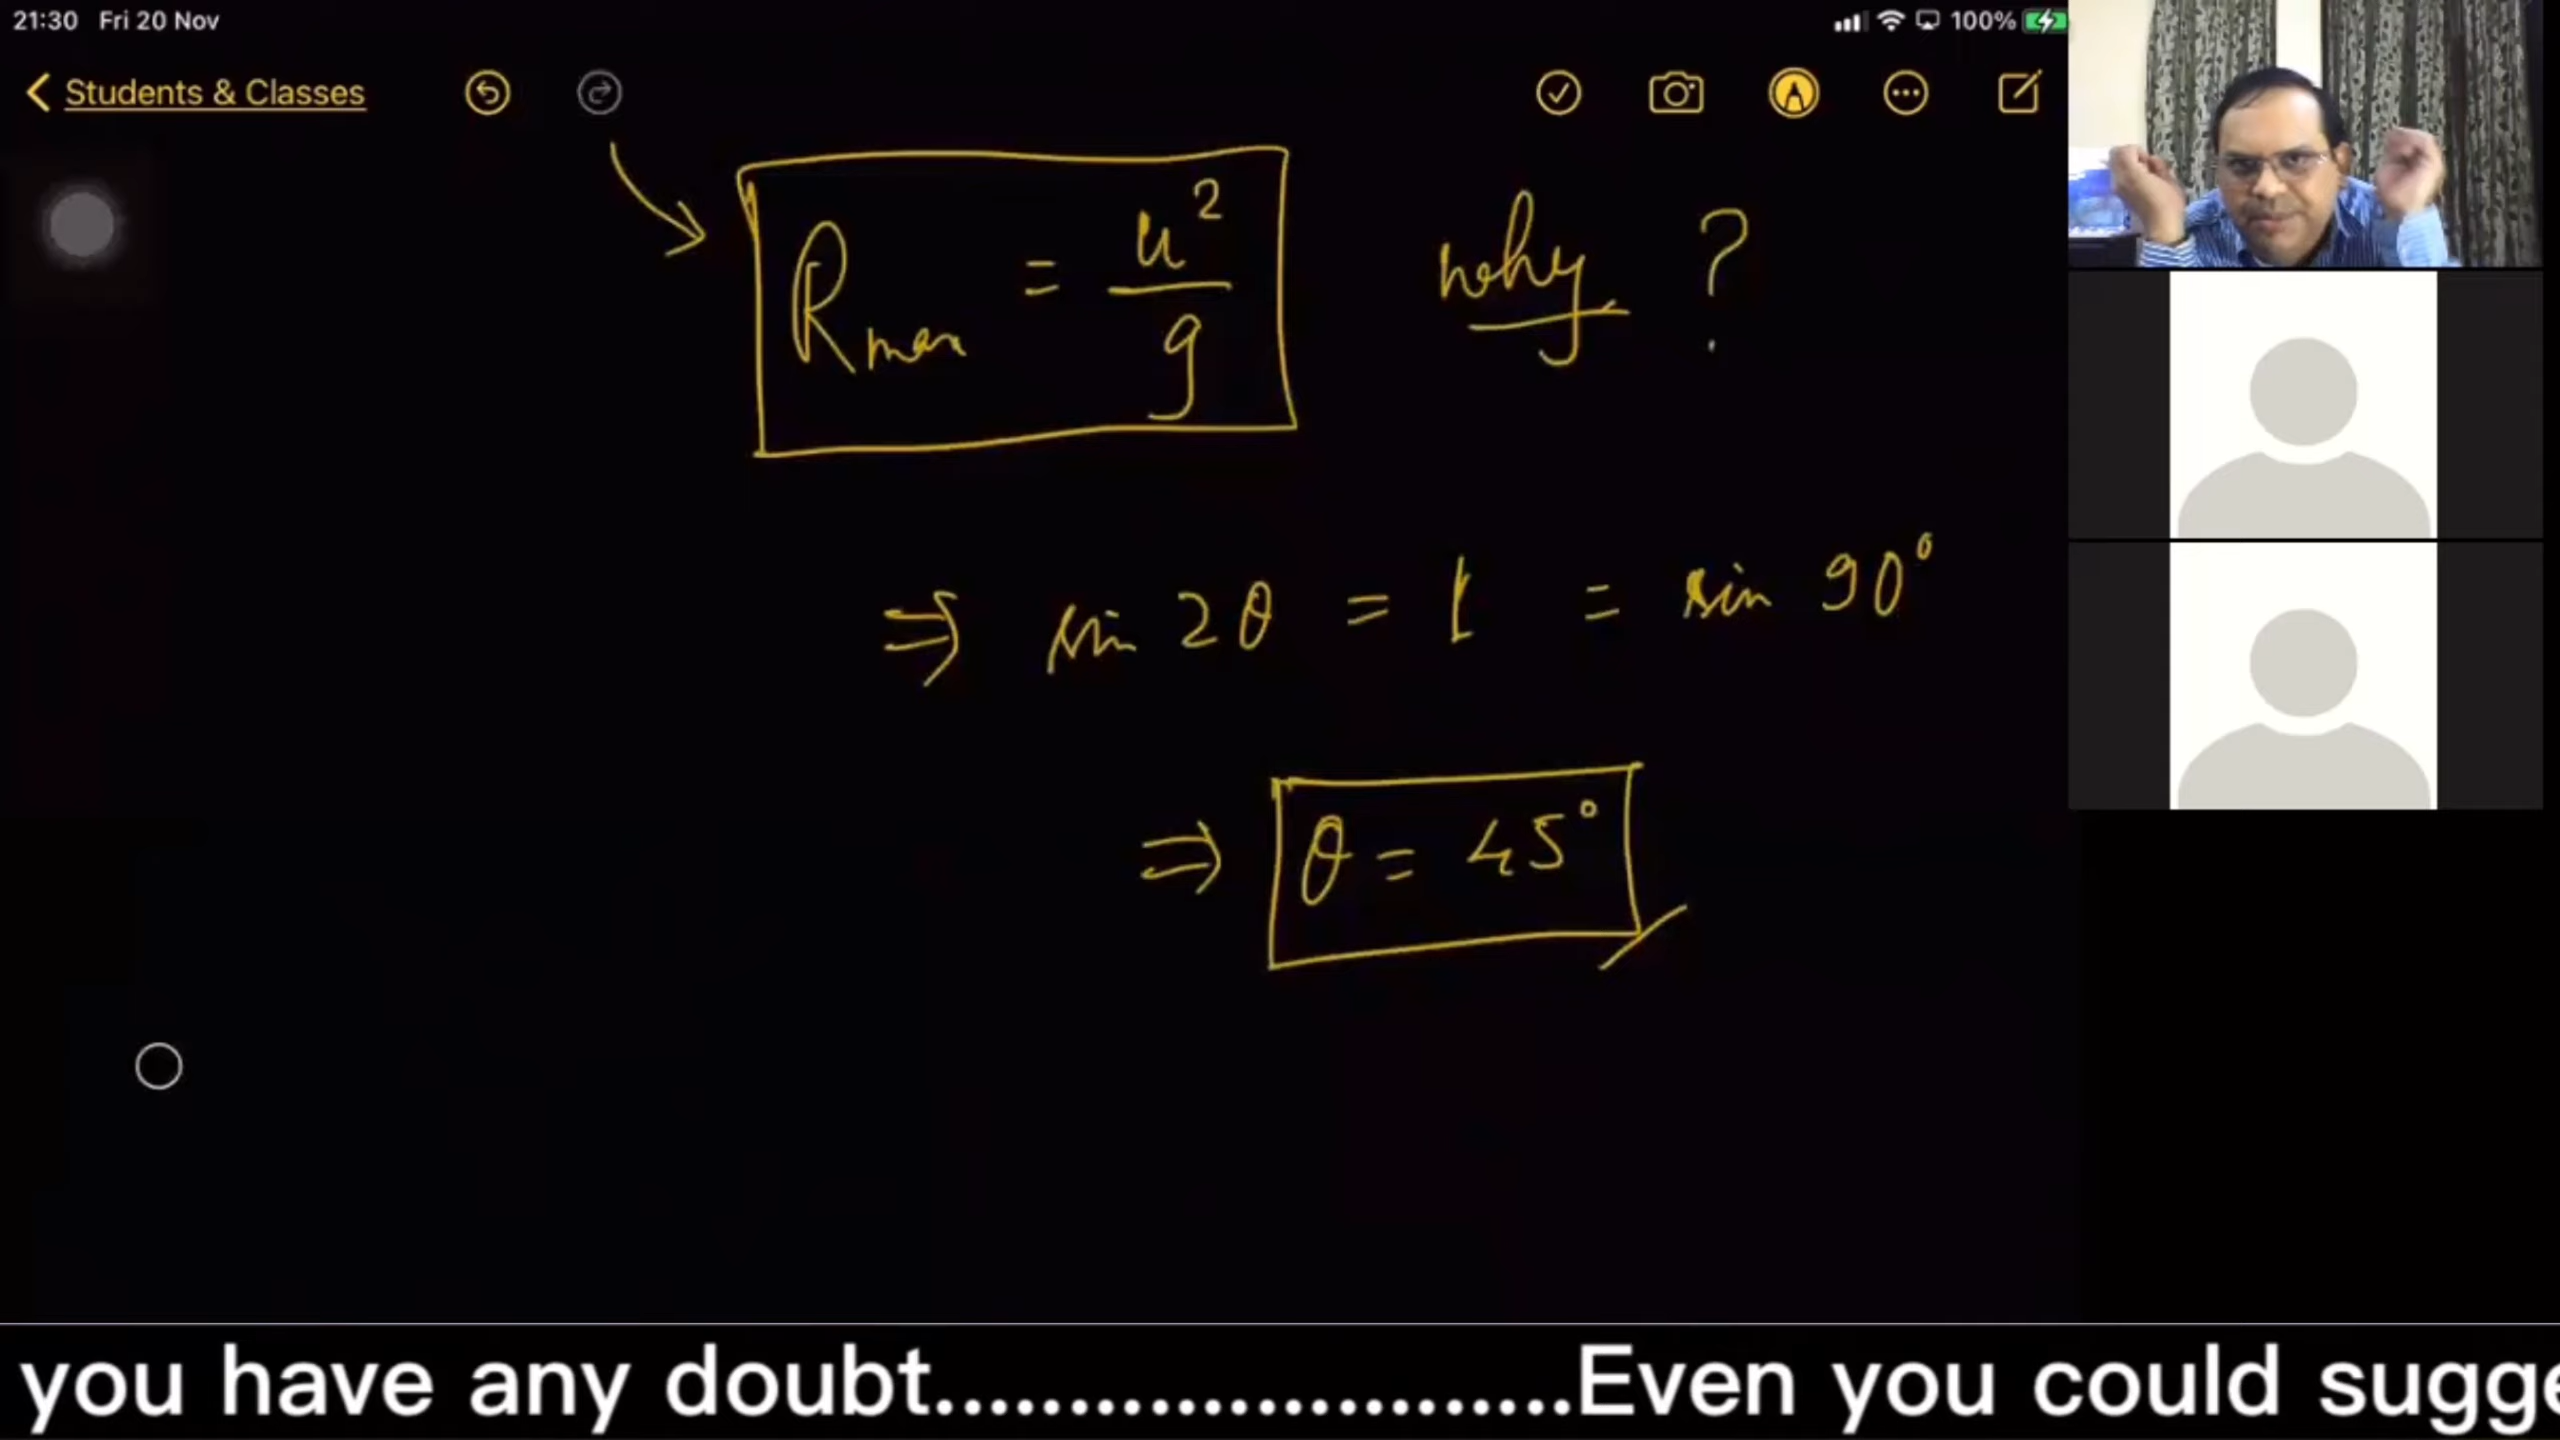 21:30 Fri 20 Nov
100%
Students & Classes
Rmax = u²/g why ?
⇒ sin 2θ = 1 = sin 90°
⇒ θ = 45°
you have any doubt........................Even you could sugge